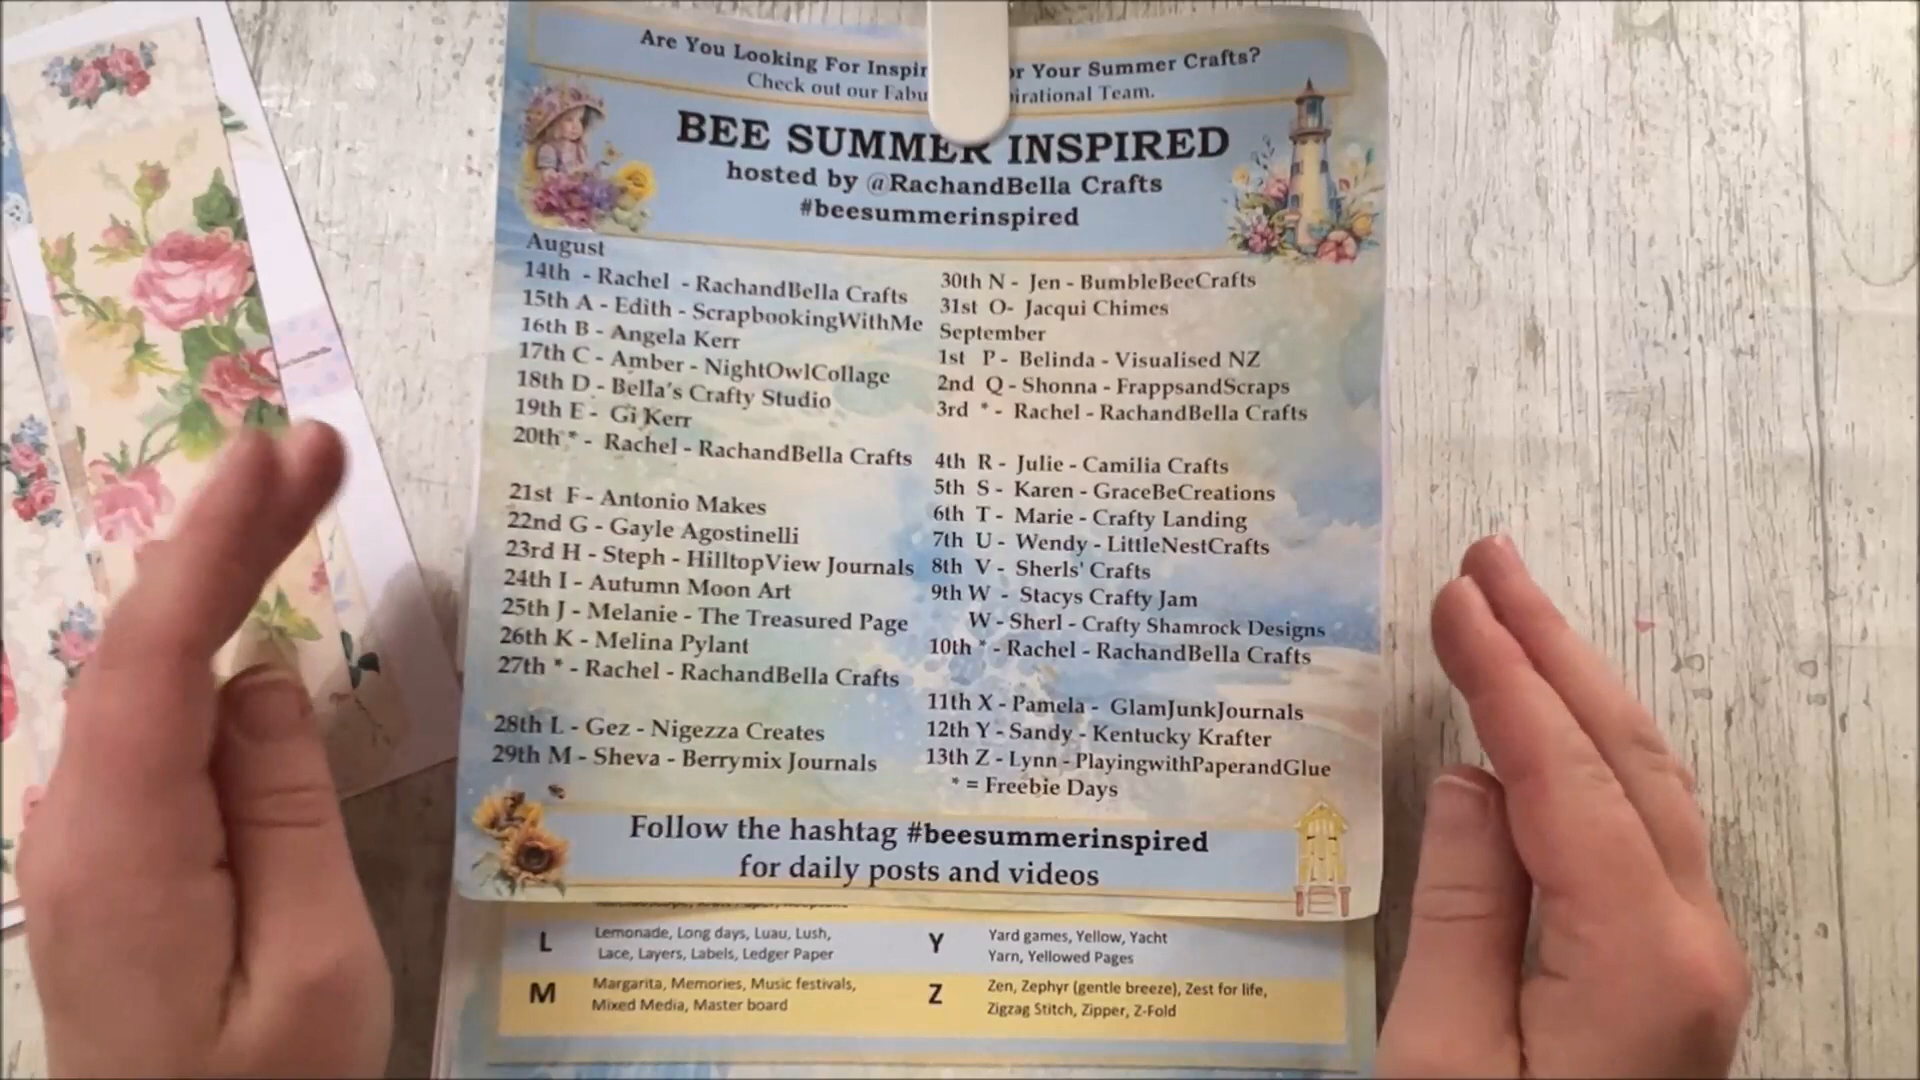 Are You Looking For Inspir or Your Summer Crafts?
Check out our Fabu irational Team.
BEE SUMMER INSPIRED
hosted by @RachandBella Crafts
#beesummerinspired
August
14th - Rachel - RachandBella Crafts
15th A - Edith - ScrapbookingWithMe
16th B - Angela Kerr
17th C - Amber - NightOwlCollage
18th D - Bella's Crafty Studio
19th E - Gi Kerr
20th * - Rachel - RachandBella Crafts
21st F - Antonio Makes
22nd G - Gayle Agostinelli
23rd H - Steph - HilltopView Journals
24th I - Autumn Moon Art
25th J - Melanie - The Treasured Page
26th K - Melina Pylant
27th * - Rachel - RachandBella Crafts
28th L - Gez - Nigezza Creates
29th M - Sheva - Berrymix Journals
30th N - Jen - BumbleBeeCrafts
31st O- Jacqui Chimes
September
1st P - Belinda - Visualised NZ
2nd Q - Shonna - FrappsandScraps
3rd * - Rachel - RachandBella Crafts
4th R - Julie - Camilia Crafts
5th S - Karen - GraceBeCreations
6th T - Marie - Crafty Landing
7th U - Wendy - LittleNestCrafts
8th V - Sherls' Crafts
9th W - Stacys Crafty Jam
W - Sherl - Crafty Shamrock Designs
10th * - Rachel - RachandBella Crafts
11th X - Pamela - GlamJunkJournals
12th Y - Sandy - Kentucky Krafter
13th Z - Lynn - PlayingwithPaperandGlue
* = Freebie Days
Follow the hashtag #beesummerinspired
for daily posts and videos
L
Lemonade, Long days, Luau, Lush,
Lace, Layers, Labels, Ledger Paper
Y
Yard games, Yellow, Yacht
Yarn, Yellowed Pages
M
Margarita, Memories, Music festivals,
Mixed Media, Master board
Z
Zen, Zephyr (gentle breeze), Zest for life,
Zigzag Stitch, Zipper, Z-Fold